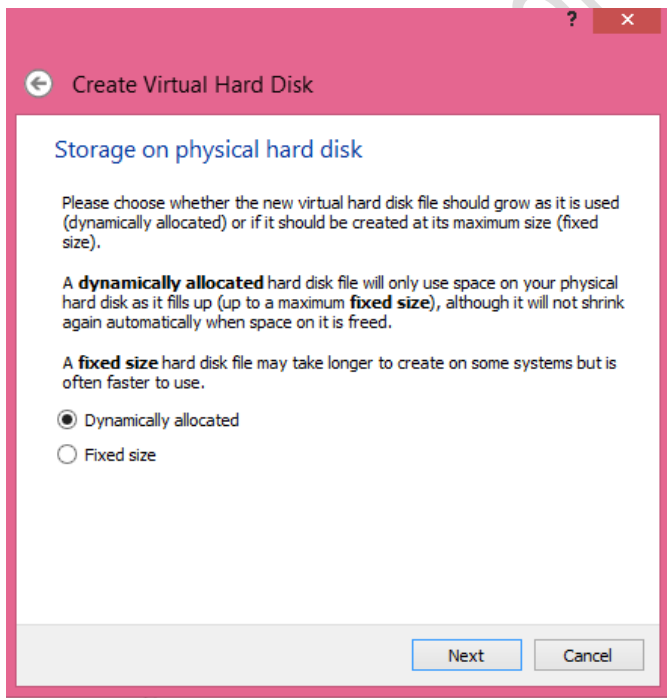 ?
Create Virtual Hard Disk
Storage on physical hard disk
Please choose whether the new virtual hard disk file should grow as it is used
(dynamically allocated) or if it should be created at its maximum size (fixed
size).
A dynamically allocated hard disk file will only use space on your physical
hard disk as it fills up (up to a maximum fixed size), although it will not shrink
again automatically when space on it is freed.
A fixed size hard disk file may take longer to create on some systems but is
often faster to use.
Dynamically allocated
Fixed size
Next Cancel